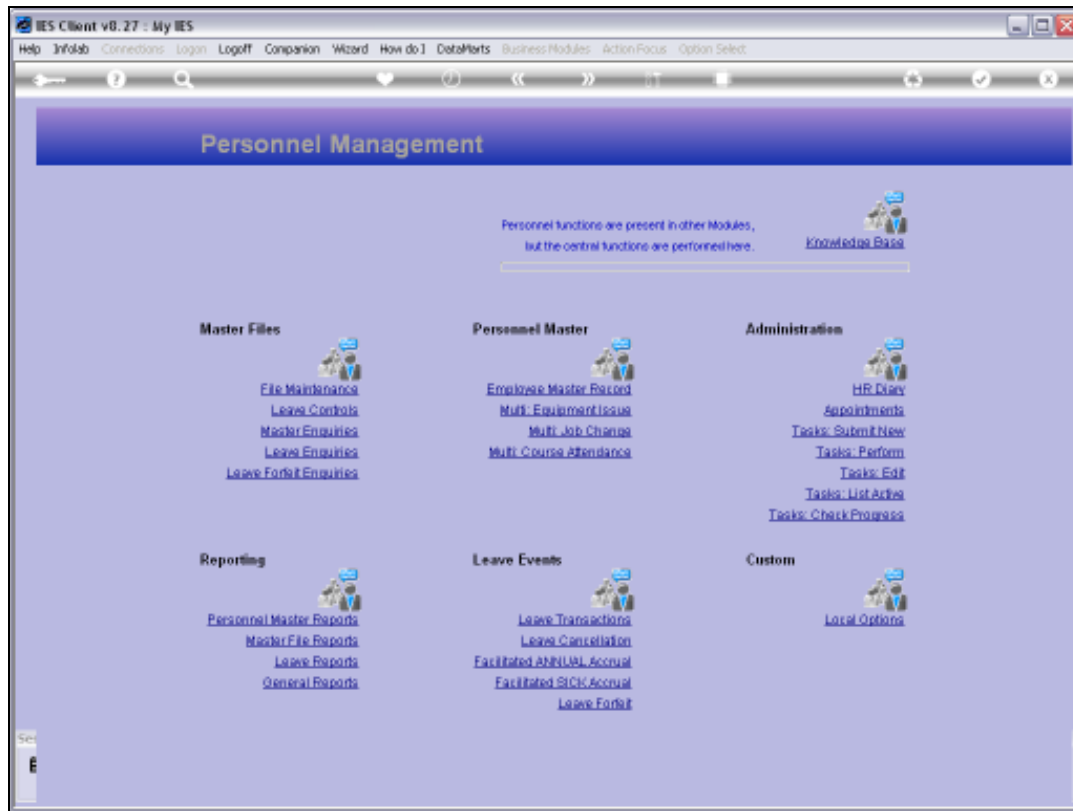 IES Client v8.27 : My IES
Help Infolab Connections Logon Logoff Companion Wizard How do I DataMarts Business Modules Action Focus Option Select
Personnel Management
Personnel functions are present in other Modules,
but the central functions are performed here.
Knowledge Base
Master Files
File Maintenance
Leave Controls
Master Enquiries
Leave Enquiries
Leave Forfeit Enquiries
Personnel Master
Employee Master Record
Multi: Equipment Issue
Multi: Job Change
Multi: Course Attendance
Administration
HR Diary
Appointments
Tasks: Submit New
Tasks: Perform
Tasks: Edit
Tasks: List Active
Tasks: Check Progress
Reporting
Personnel Master Reports
Master File Reports
Leave Reports
General Reports
Leave Events
Leave Transactions
Leave Cancellation
Facilitated ANNUAL Accrual
Facilitated SICK Accrual
Leave Forfeit
Custom
Local Options